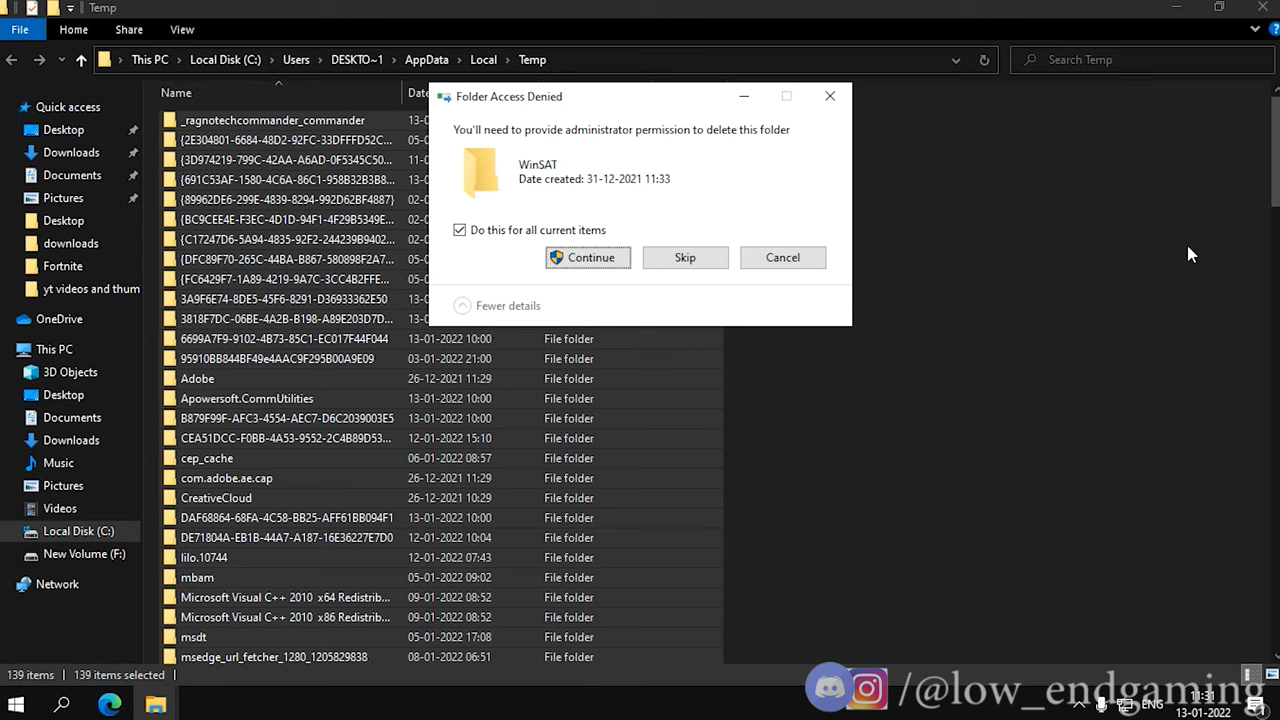 Temp
File
Home
Share
View
This PC
Local Disk (C:)
Users
DESKTO~1
AppData
Local
Temp
Search Temp
Quick access
Desktop
Downloads
Documents
Pictures
Desktop
downloads
Fortnite
yt videos and thum
OneDrive
This PC
3D Objects
Desktop
Documents
Downloads
Music
Pictures
Videos
Local Disk (C:)
New Volume (F:)
Network
Name
Date
_ragnotechcommander_commander 13-
{2E304801-6684-48D2-92FC-33DFFFD52C... 05-
{3D974219-799C-42AA-A6AD-0F5345C50... 11-
{691C53AF-1580-4C6A-86C1-958B32B3B8... 13-
{89962DE6-299E-4839-8394-992D62BF4887} 02-
{BC9CEE4E-F3EC-4D1D-94F1-4F29B5349E... 02-
{C17247D6-5A94-4835-92F2-244239B9402... 02-
{DFC89F70-265C-44BA-B867-580898F2A7... 05-
{FC6429F7-1A89-4219-9A7C-3CC4FB2FA... 05-
3A9F6E74-8DE5-45F6-8291-D36933362E50 13-
3818F7DC-06BE-4A2B-B198-A89E203D7D... 13-
6699A7F9-9102-4B73-85C1-EC017F44F044 13-01-2022 10:00 File folder
95910BB844BF49e4AAC9F295B00A9E09 03-01-2022 21:00 File folder
Adobe 26-12-2021 11:29 File folder
Apowersoft.CommUtilities 13-01-2022 10:00 File folder
B879F99F-AFC3-4554-AEC7-D6C2039003E5 13-01-2022 10:00 File folder
CEA51DCC-F0BB-4A53-9552-2C4B89D53... 12-01-2022 15:10 File folder
cep_cache 06-01-2022 08:57 File folder
com.adobe.ae.cap 26-12-2021 11:29 File folder
CreativeCloud 26-12-2021 10:29 File folder
DAF68864-68FA-4C58-BB25-AFF61BB094F1 13-01-2022 10:00 File folder
DE71804A-EB1B-44A7-A187-16E36227E7D0 12-01-2022 10:04 File folder
lilo.10744 12-01-2022 07:43 File folder
mbam 05-01-2022 09:02 File folder
Microsoft Visual C++ 2010 x64 Redistrib... 09-01-2022 08:52 File folder
Microsoft Visual C++ 2010 x86 Redistrib... 09-01-2022 08:52 File folder
msdt 05-01-2022 17:08 File folder
msedge_url_fetcher_1280_1205829838 08-01-2022 06:51 File folder
Folder Access Denied
You'll need to provide administrator permission to delete this folder
WinSAT
Date created: 31-12-2021 11:33
Do this for all current items
Continue
Skip
Cancel
Fewer details
139 items
139 items selected
/@low_endgaming
ENG
11:31
13-01-2022